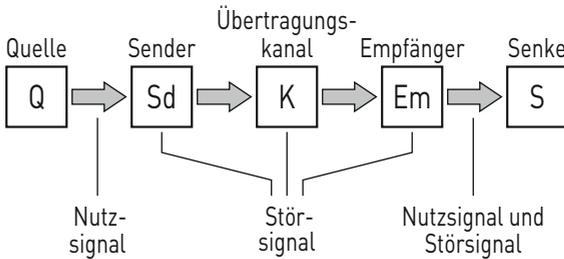 Übertragungs-
Quelle Sender kanal Empfänger Senke
Q Sd K Em S
Nutz- Stör- Nutzsignal und
signal signal Störsignal